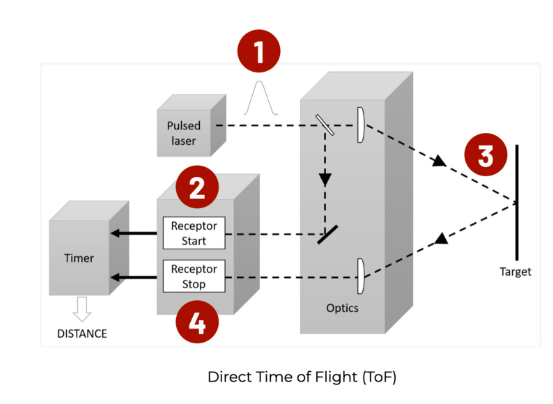 1
Pulsed
laser
2
3
Receptor
Start
Timer
Receptor
Stop
Target
4
Optics
DISTANCE
Direct Time of Flight (ToF)